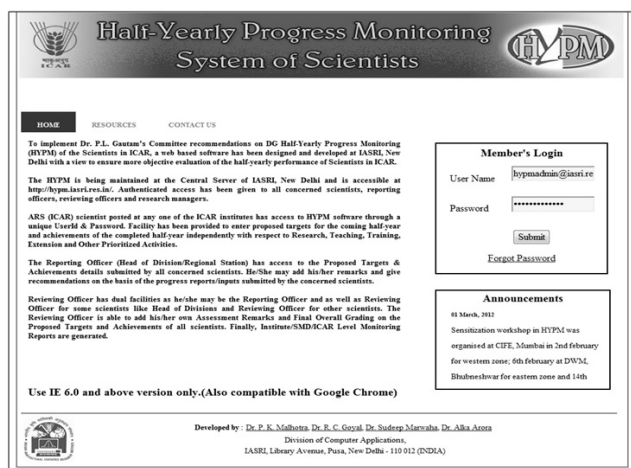 Half-Yearly Progress Monitoring
System of Scientists
ICAR
HYPM
HOME RESOURCES CONTACT US
To implement Dr. P.L. Gautam's Committee recommendations on DG Half-Yearly Progress Monitoring
(HYPM) of the Scientists in ICAR, a web based software has been designed and developed at IASRI, New
Delhi with a view to ensure more objective evaluation of the half-yearly performance of Scientists in ICAR.
The HYPM is being maintained at the Central Server of IASRI, New Delhi and is accessible at
http://hypm.iasri.res.in/. Authenticated access has been given to all concerned scientists, reporting
officers, reviewing officers and research managers.
ARS (ICAR) scientist posted at any one of the ICAR institutes has access to HYPM software through a
unique UserId & Password. Facility has been provided to enter proposed targets for the coming half-year
and achievements of the completed half-year independently with respect to Research, Teaching, Training,
Extension and Other Prioritized Activities.
The Reporting Officer (Head of Division/Regional Station) has access to the Proposed Targets &
Achievements details submitted by all concerned scientists. He/She may add his/her remarks and give
recommendations on the basis of the progress reports/inputs submitted by the concerned scientists.
Reviewing Officer has dual facilities as he/she may be the Reporting Officer and as well as Reviewing
Officer for some scientists like Head of Divisions and Reviewing Officer for other scientists. The
Reviewing Officer is able to add his/her own Assessment Remarks and Final Overall Grading on the
Proposed Targets and Achievements of all scientists. Finally, Institute/SMD/ICAR Level Monitoring
Reports are generated.
Use IE 6.0 and above version only.(Also compatible with Google Chrome)
Member's Login
User Name hypmadmin@iasri.re
Password •••••••••••••
Submit
Forgot Password
Announcements
01 March, 2012
Sensitization workshop in HYPM was
organised at CIFE, Mumbai in 2nd february
for western zone; 6th february at DWM,
Bhubneshwar for eastern zone and 14th
Developed by : Dr. P. K. Malhotra, Dr. R. C. Goyal, Dr. Sudeep Marwaha, Dr. Alka Arora
Division of Computer Applications,
IASRI, Library Avenue, Pusa, New Delhi - 110 012 (INDIA)